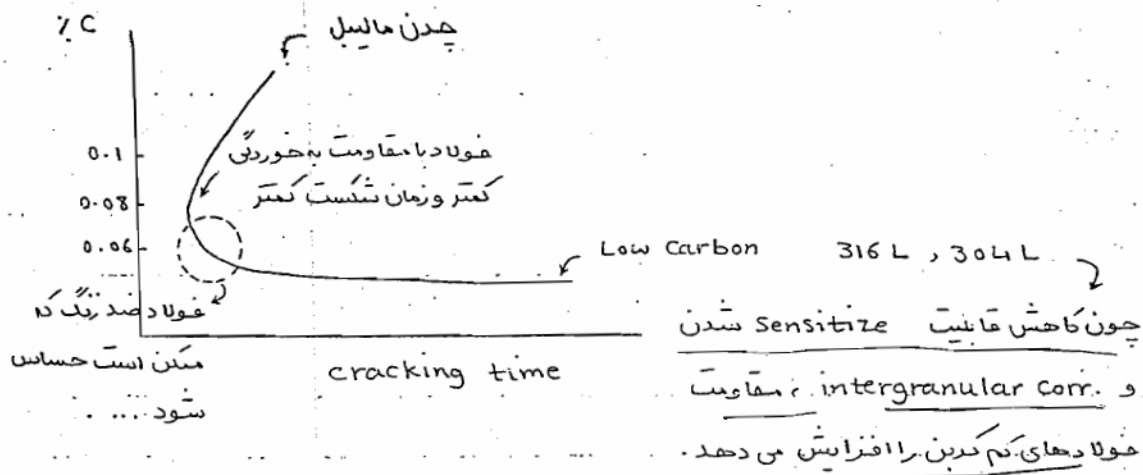 % C
چدن مالیبل
0.1
فولاد با مقاومت به خوردگی
کمتر و زمان شکست کمتر
0.08
0.06
Low Carbon 316 L , 304 L
فولاد ضد زنگ که
ممکن است حساس
شود ....
cracking time
چون کاهش قابلیت Sensitize شدن
و intergranular corr. ، مقاومت
فولادهای کم کربن را افزایش می دهد.